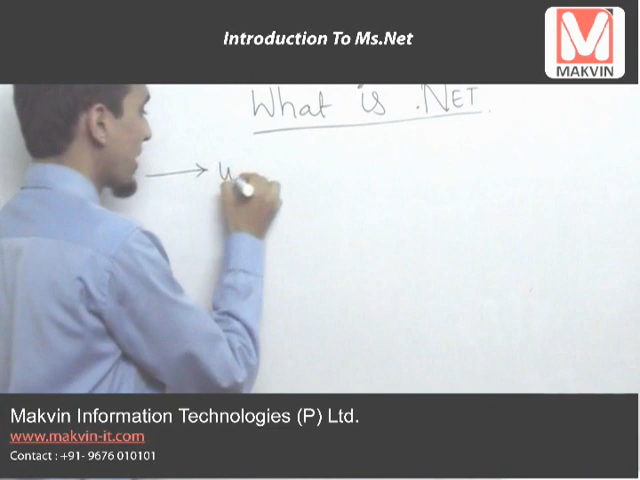 Introduction To Ms.Net
MAKVIN
What is .NET
Makvin Information Technologies (P) Ltd.
www.makvin-it.com
Contact : +91- 9676 010101